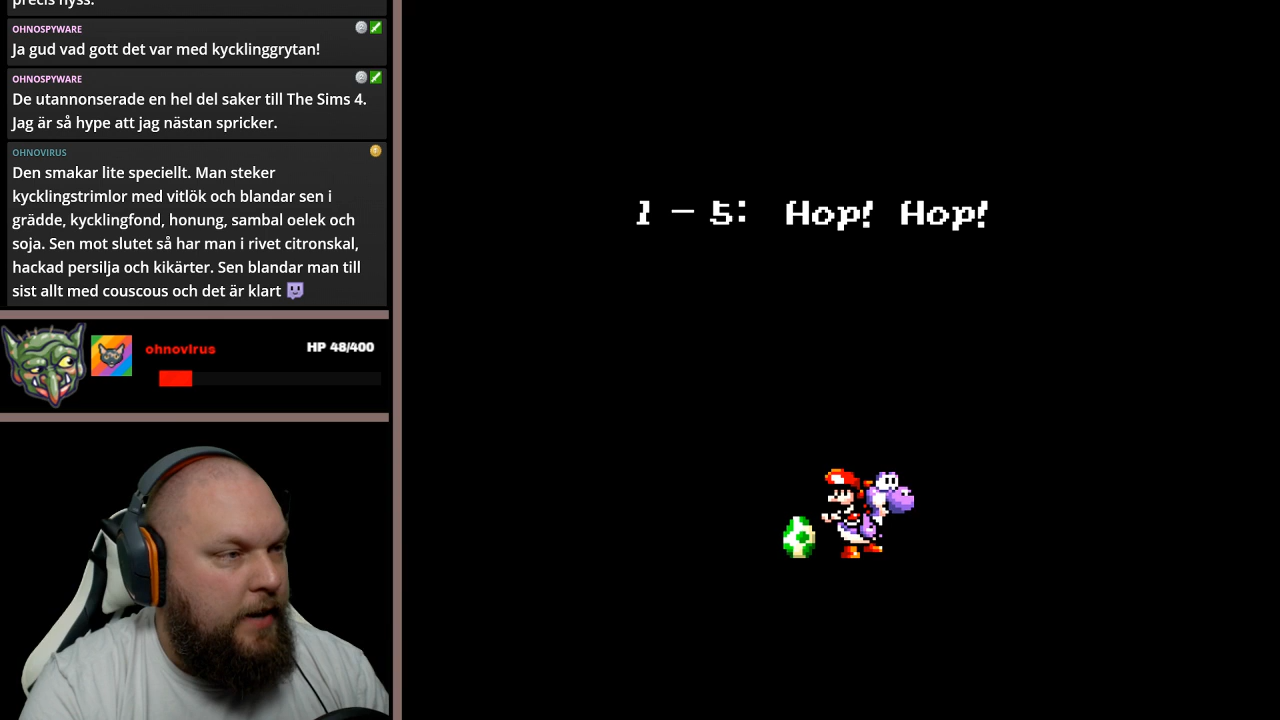 precis nyss.
OHNOSPYWARE
Ja gud vad gott det var med kycklinggrytan!
OHNOSPYWARE
De utannonserade en hel del saker till The Sims 4.
Jag är så hype att jag nästan spricker.
OHNOVIRUS
Den smakar lite speciellt. Man steker
kycklingstrimlor med vitlök och blandar sen i
grädde, kycklingfond, honung, sambal oelek och
soja. Sen mot slutet så har man i rivet citronskal,
hackad persilja och kikärter. Sen blandar man till
sist allt med couscous och det är klart
ohnovirus HP 48/400
1 - 5: Hop! Hop!